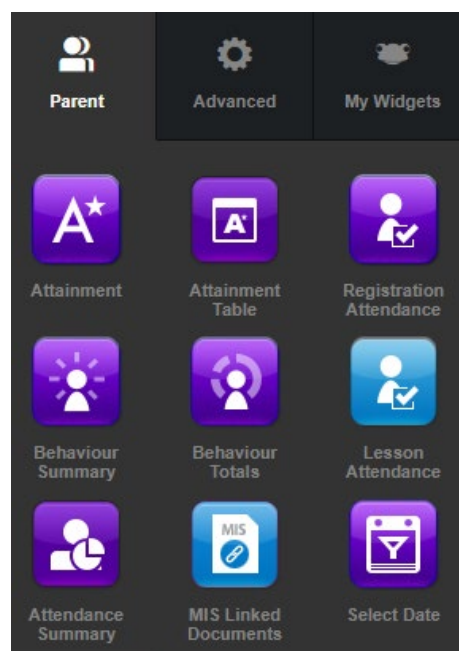 Parent
Advanced
My Widgets
A*
A*
Attainment
Attainment
Table
Registration
Attendance
Behaviour
Summary
Behaviour
Totals
Lesson
Attendance
MIS
Attendance
Summary
MIS Linked
Documents
Select Date